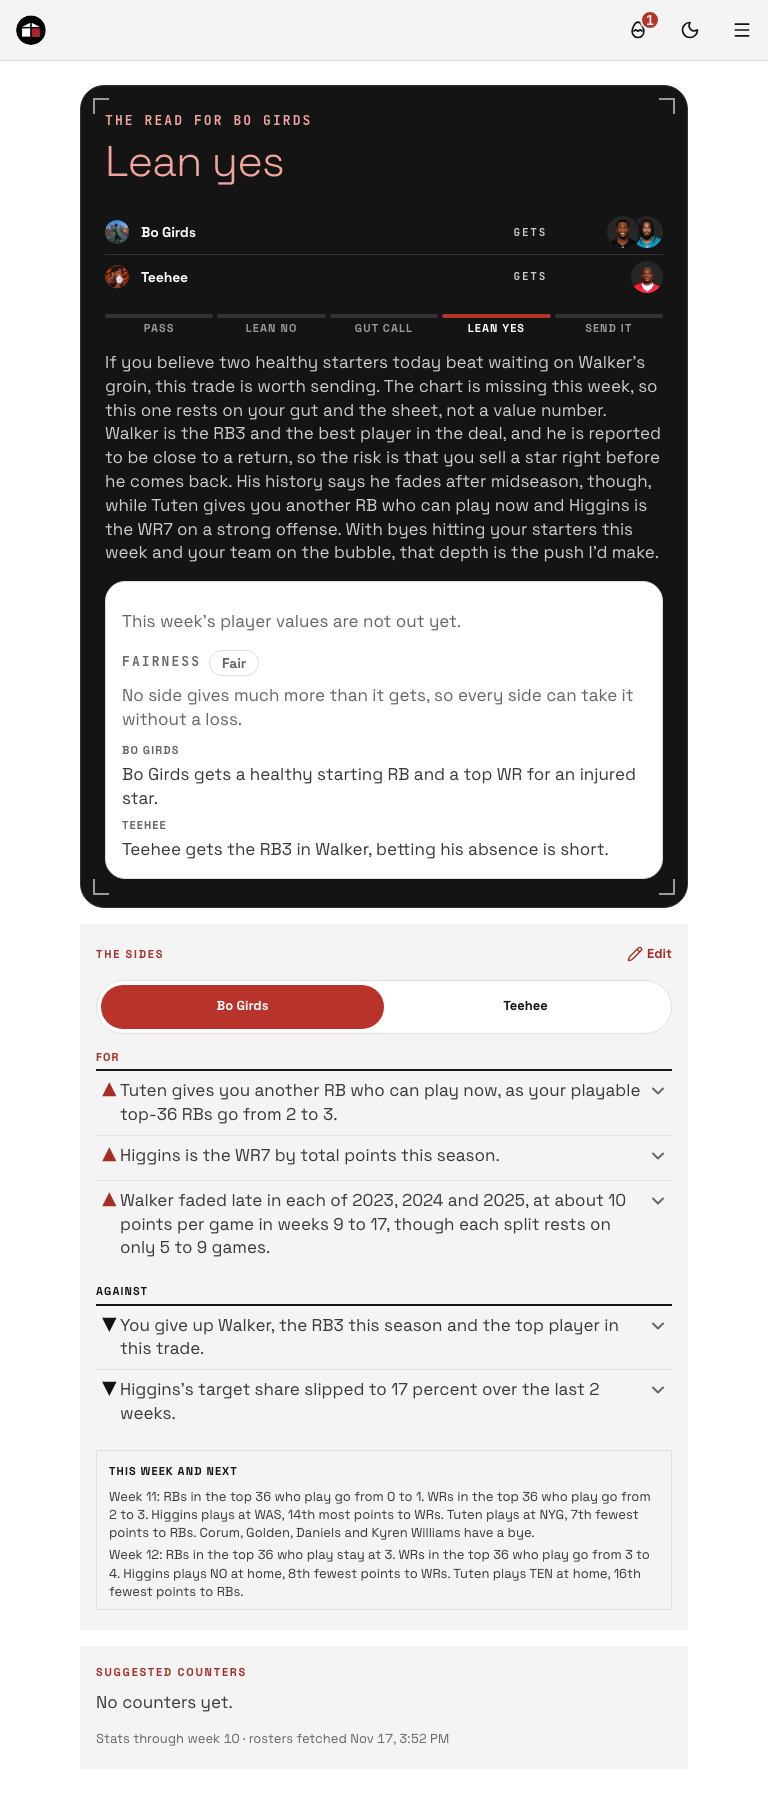 1
THE READ FOR BO GIRDS
Lean yes
Bo Girds GETS
Teehee GETS
PASS LEAN NO GUT CALL LEAN YES SEND IT
If you believe two healthy starters today beat waiting on Walker's
groin, this trade is worth sending. The chart is missing this week, so
this one rests on your gut and the sheet, not a value number.
Walker is the RB3 and the best player in the deal, and he is reported
to be close to a return, so the risk is that you sell a star right before
he comes back. His history says he fades after midseason, though,
while Tuten gives you another RB who can play now and Higgins is
the WR7 on a strong offense. With byes hitting your starters this
week and your team on the bubble, that depth is the push I'd make.
This week's player values are not out yet.
FAIRNESS Fair
No side gives much more than it gets, so every side can take it
without a loss.
BO GIRDS
Bo Girds gets a healthy starting RB and a top WR for an injured
star.
TEEHEE
Teehee gets the RB3 in Walker, betting his absence is short.
THE SIDES Edit
Bo Girds Teehee
FOR
Tuten gives you another RB who can play now, as your playable
top-36 RBs go from 2 to 3.
Higgins is the WR7 by total points this season.
Walker faded late in each of 2023, 2024 and 2025, at about 10
points per game in weeks 9 to 17, though each split rests on
only 5 to 9 games.
AGAINST
You give up Walker, the RB3 this season and the top player in
this trade.
Higgins's target share slipped to 17 percent over the last 2
weeks.
THIS WEEK AND NEXT
Week 11: RBs in the top 36 who play go from 0 to 1. WRs in the top 36 who play go from
2 to 3. Higgins plays at WAS, 14th most points to WRs. Tuten plays at NYG, 7th fewest
points to RBs. Corum, Golden, Daniels and Kyren Williams have a bye.
Week 12: RBs in the top 36 who play stay at 3. WRs in the top 36 who play go from 3 to
4. Higgins plays NO at home, 8th fewest points to WRs. Tuten plays TEN at home, 16th
fewest points to RBs.
SUGGESTED COUNTERS
No counters yet.
Stats through week 10 · rosters fetched Nov 17, 3:52 PM